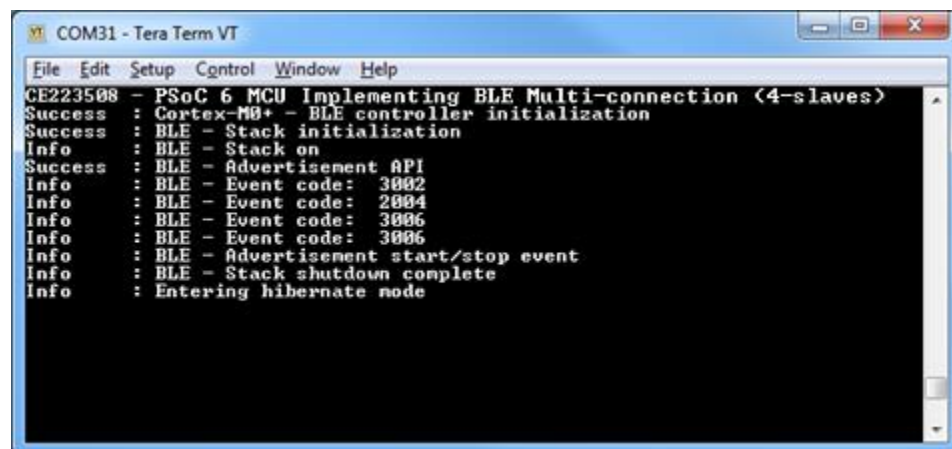 COM31 - Tera Term VT
File Edit Setup Control Window Help
CE223508 - PSoC 6 MCU Implementing BLE Multi-connection (4-slaves)
Success : Cortex-M0+ - BLE controller initialization
Success : BLE - Stack initialization
Info : BLE - Stack on
Success : BLE - Advertisement API
Info : BLE - Event code: 3002
Info : BLE - Event code: 2004
Info : BLE - Event code: 3006
Info : BLE - Event code: 3006
Info : BLE - Advertisement start/stop event
Info : BLE - Stack shutdown complete
Info : Entering hibernate mode